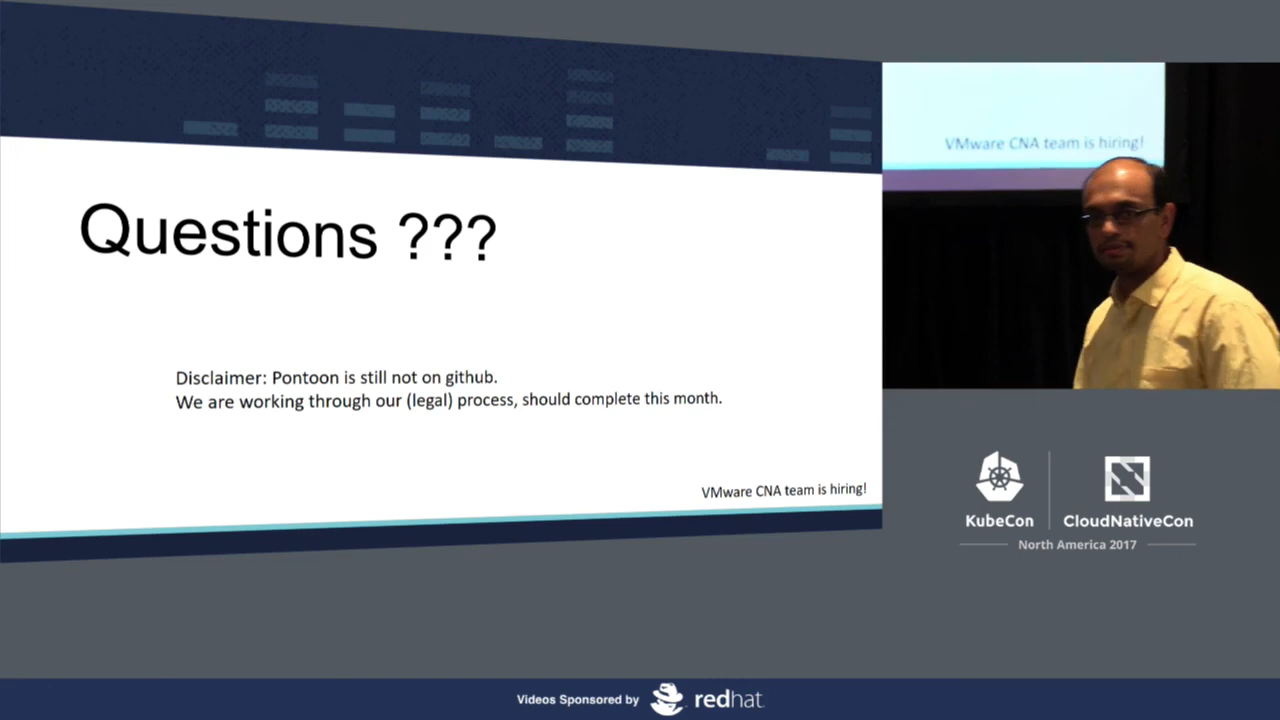 Questions ???
Disclaimer: Pontoon is still not on github.
We are working through our (legal) process, should complete this month.
VMware CNA team is hiring!
VMware CNA team is hiring!
KubeCon
CloudNativeCon
North America 2017
Videos Sponsored by
redhat